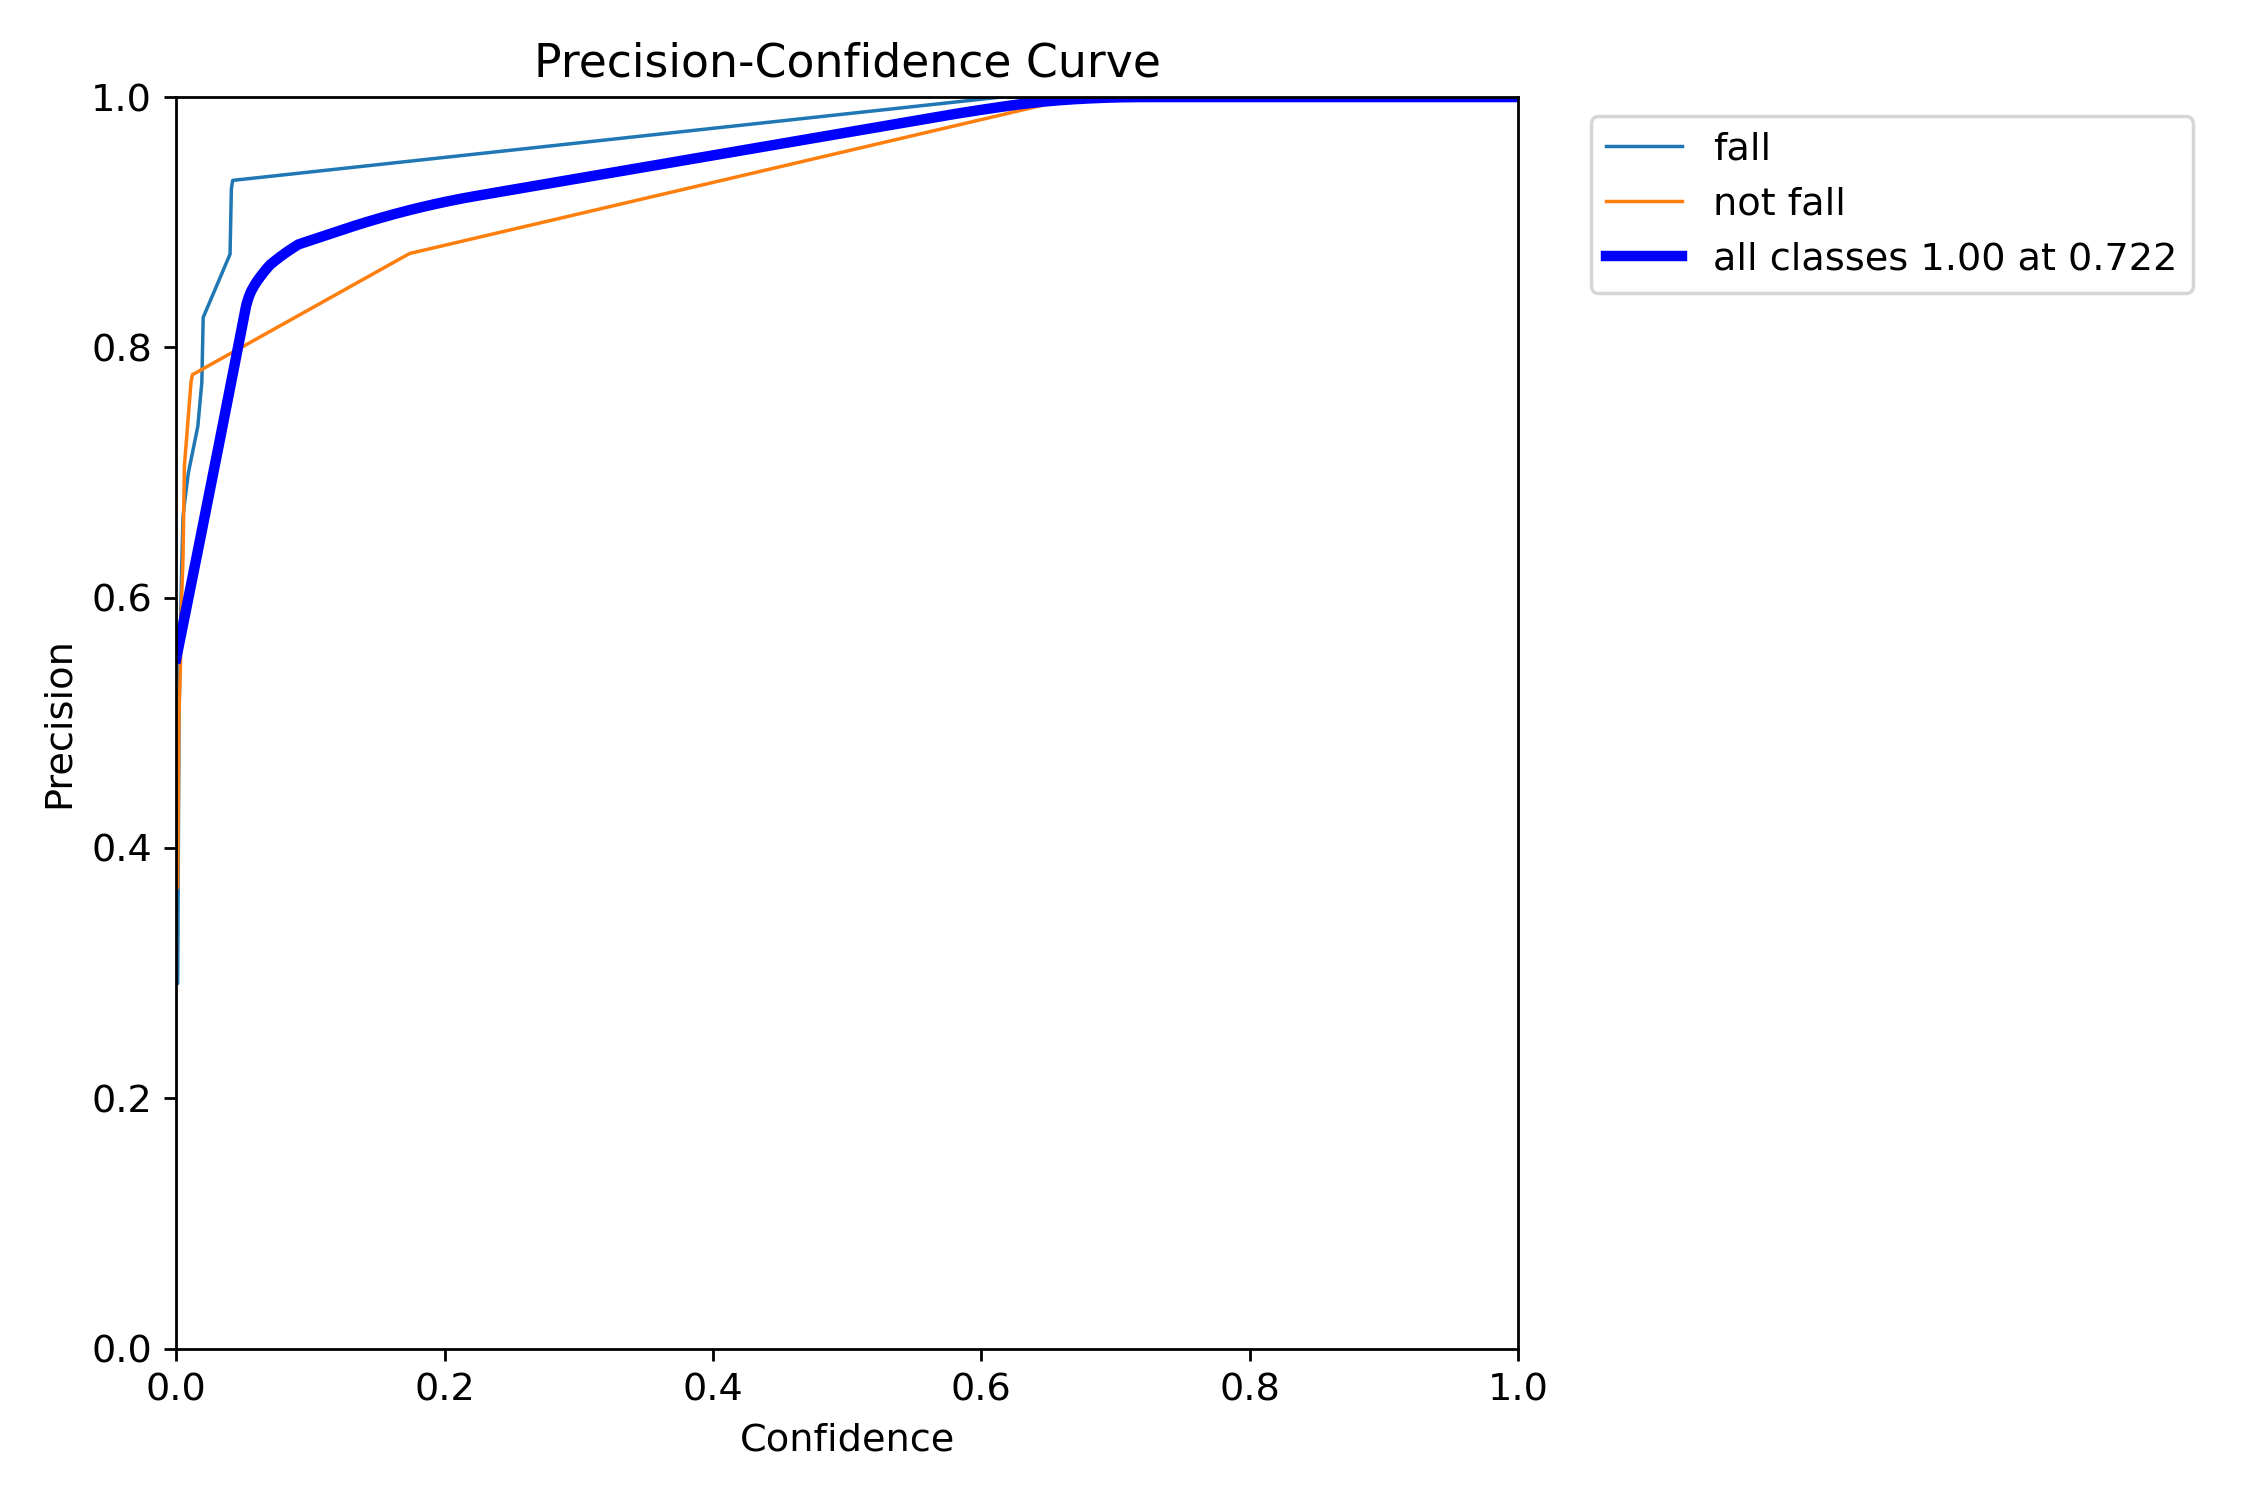 Precision-Confidence Curve
1.0
0.8
0.6
0.4
0.2
0.0
Precision
0.0 0.2 0.4 0.6 0.8 1.0
Confidence
fall
not fall
all classes 1.00 at 0.722